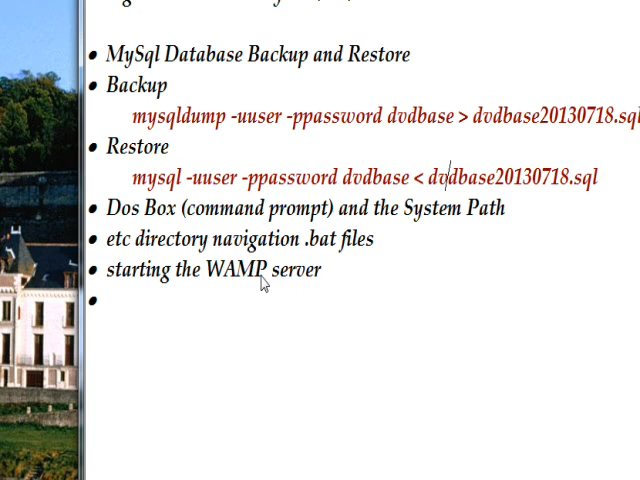 MySql Database Backup and Restore
Backup
mysqldump -uuser -ppassword dvdbase > dvdbase20130718.sql
Restore
mysql -uuser -ppassword dvdbase < dvdbase20130718.sql
Dos Box (command prompt) and the System Path
etc directory navigation .bat files
starting the WAMP server